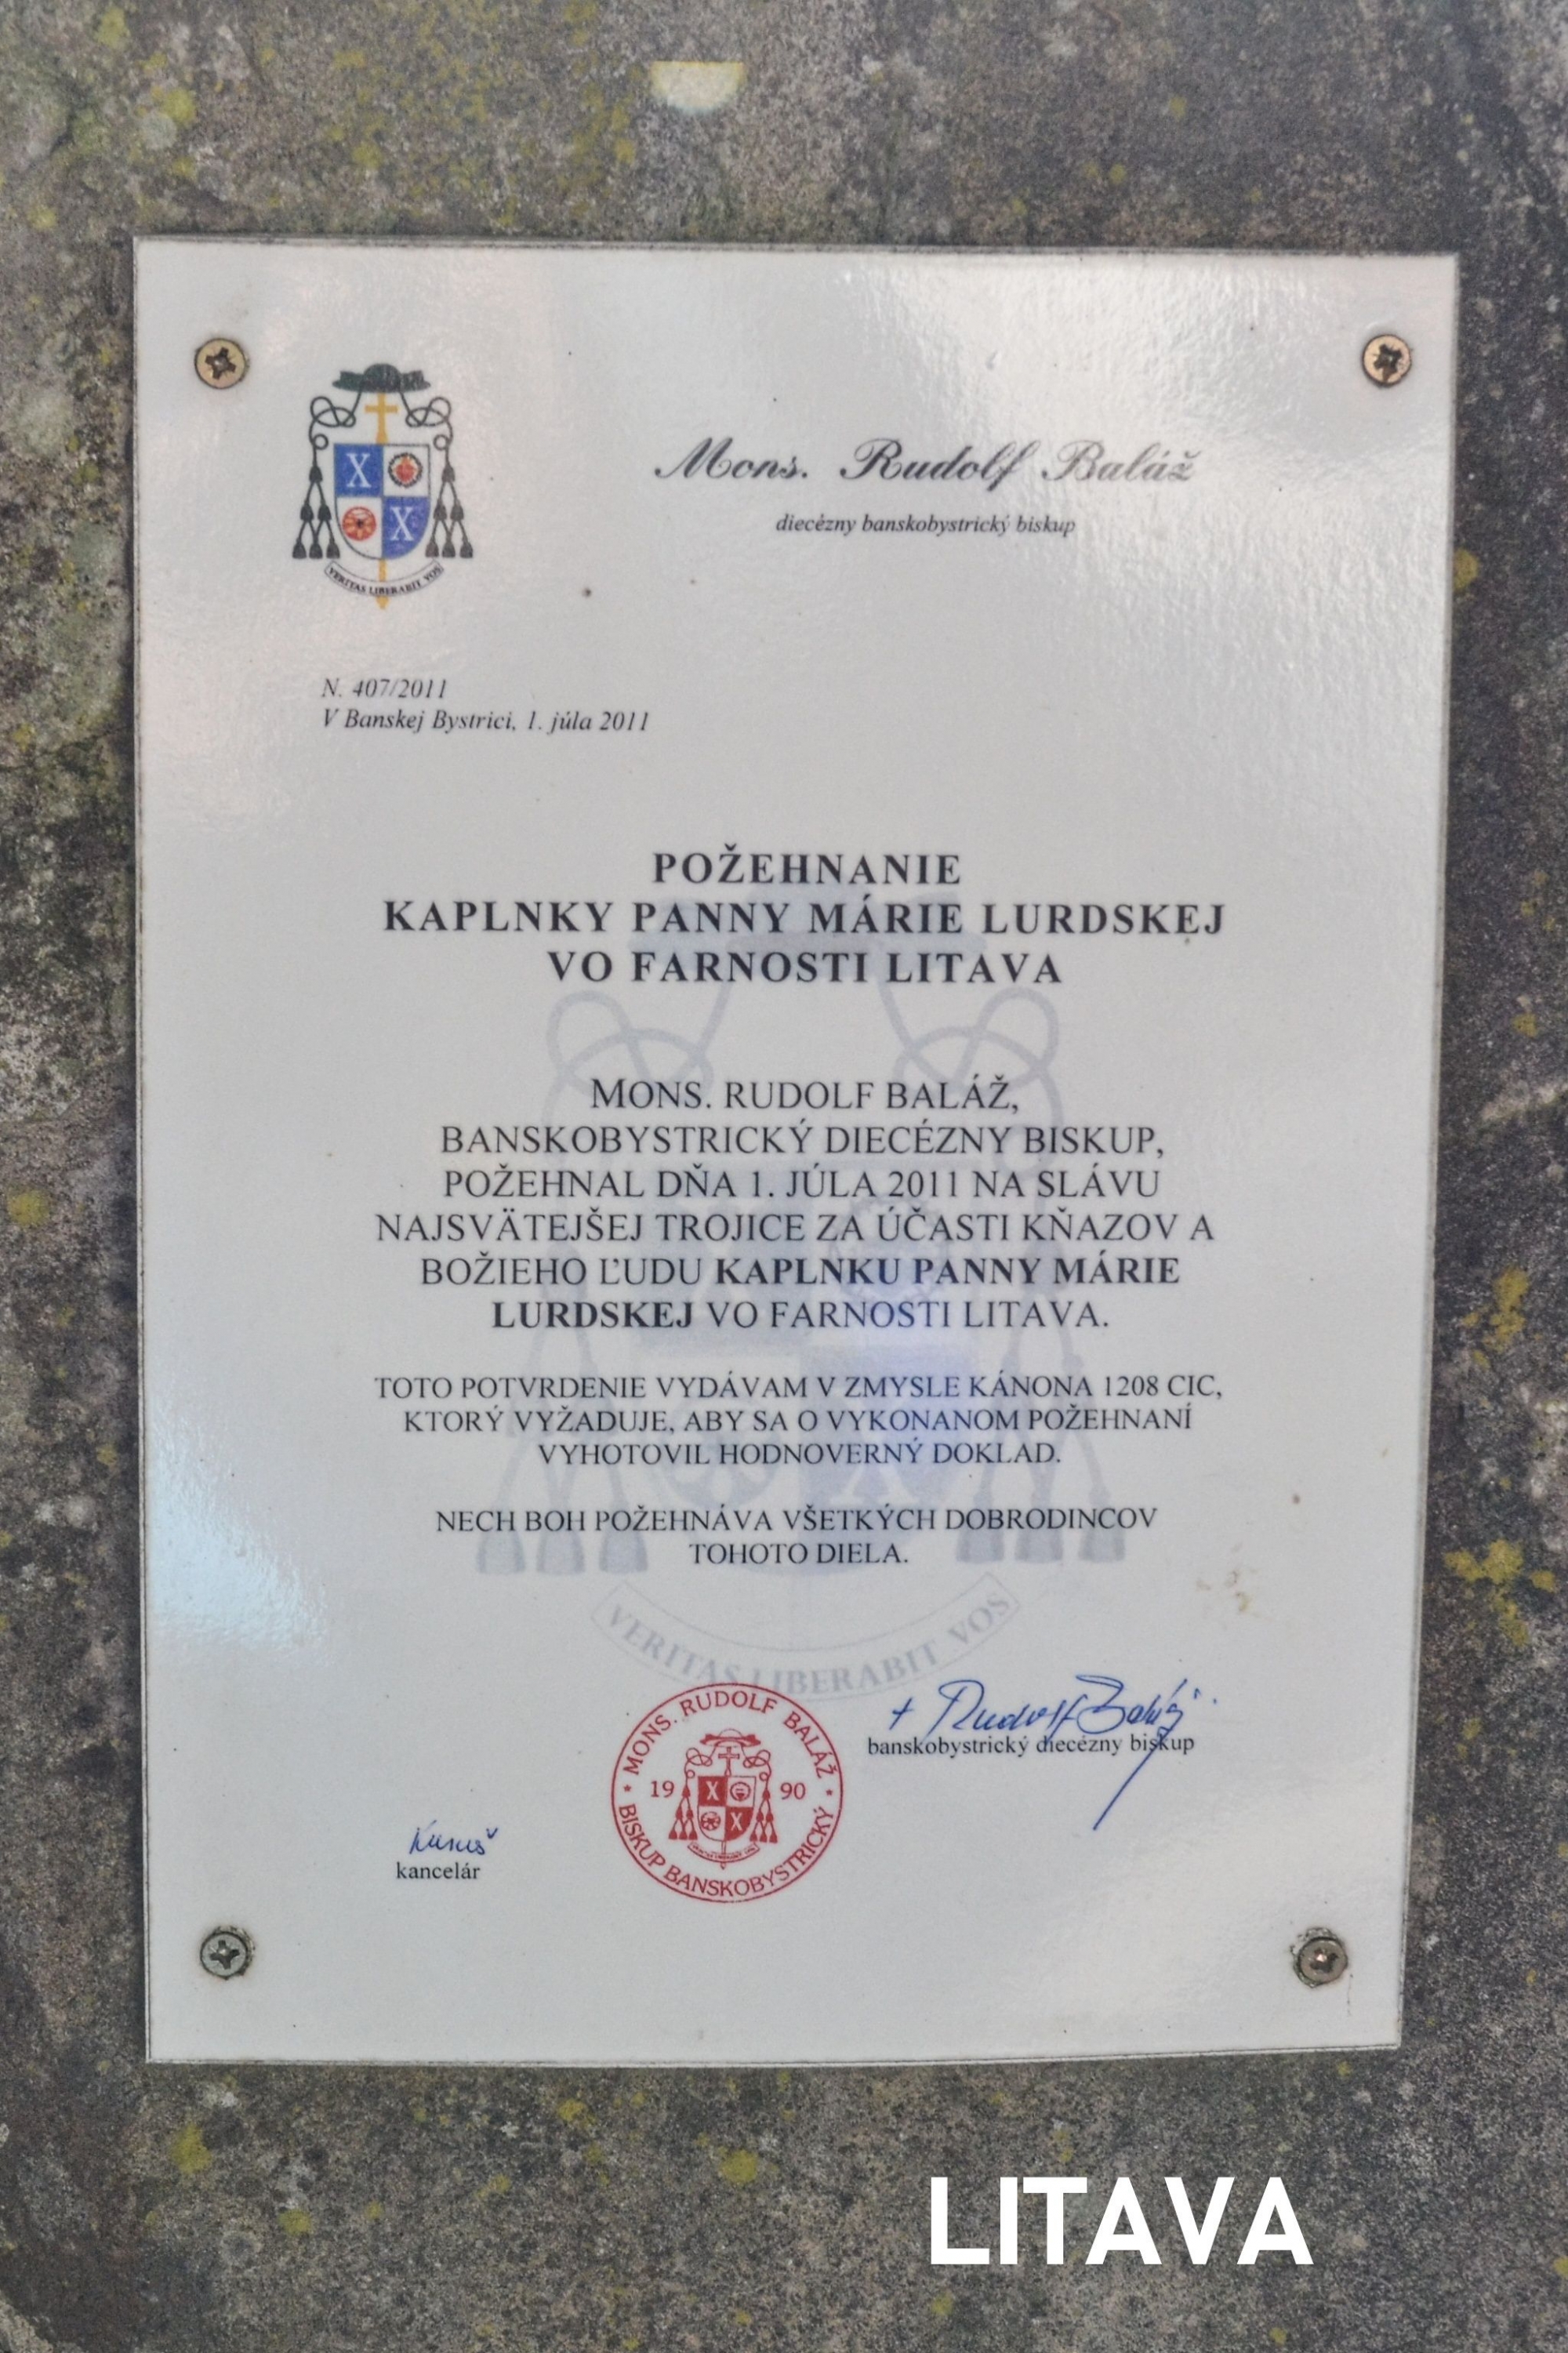 Mons. Rudolf Baláž
diecézny banskobystrický biskup
X
X
VERITAS LIBERABIT VOS
N. 407/2011
V Banskej Bystrici, 1. júla 2011
POŽEHNANIE
KAPLNKY PANNY MÁRIE LURDSKEJ
VO FARNOSTI LITAVA
MONS. RUDOLF BALÁŽ,
BANSKOBYSTRICKÝ DIECÉZNY BISKUP,
POŽEHNAL DŇA 1. JÚLA 2011 NA SLÁVU
NAJSVÄTEJŠEJ TROJICE ZA ÚČASTI KŇAZOV A
BOŽIEHO ĽUDU KAPLNKU PANNY MÁRIE
LURDSKEJ VO FARNOSTI LITAVA.
TOTO POTVRDENIE VYDÁVAM V ZMYSLE KÁNONA 1208 CIC,
KTORÝ VYŽADUJE, ABY SA O VYKONANOM POŽEHNANÍ
VYHOTOVIL HODNOVERNÝ DOKLAD.
NECH BOH POŽEHNÁVA VŠETKÝCH DOBRODINCOV
TOHOTO DIELA.
VERITAS LIBERABIT VOS
+ Rudolf Baláž
banskobystrický diecézny biskup
MONS. RUDOLF BALÁŽ
19 90
X
X
BISKUP BANSKOBYSTRICKÝ
kancelár
LITAVA